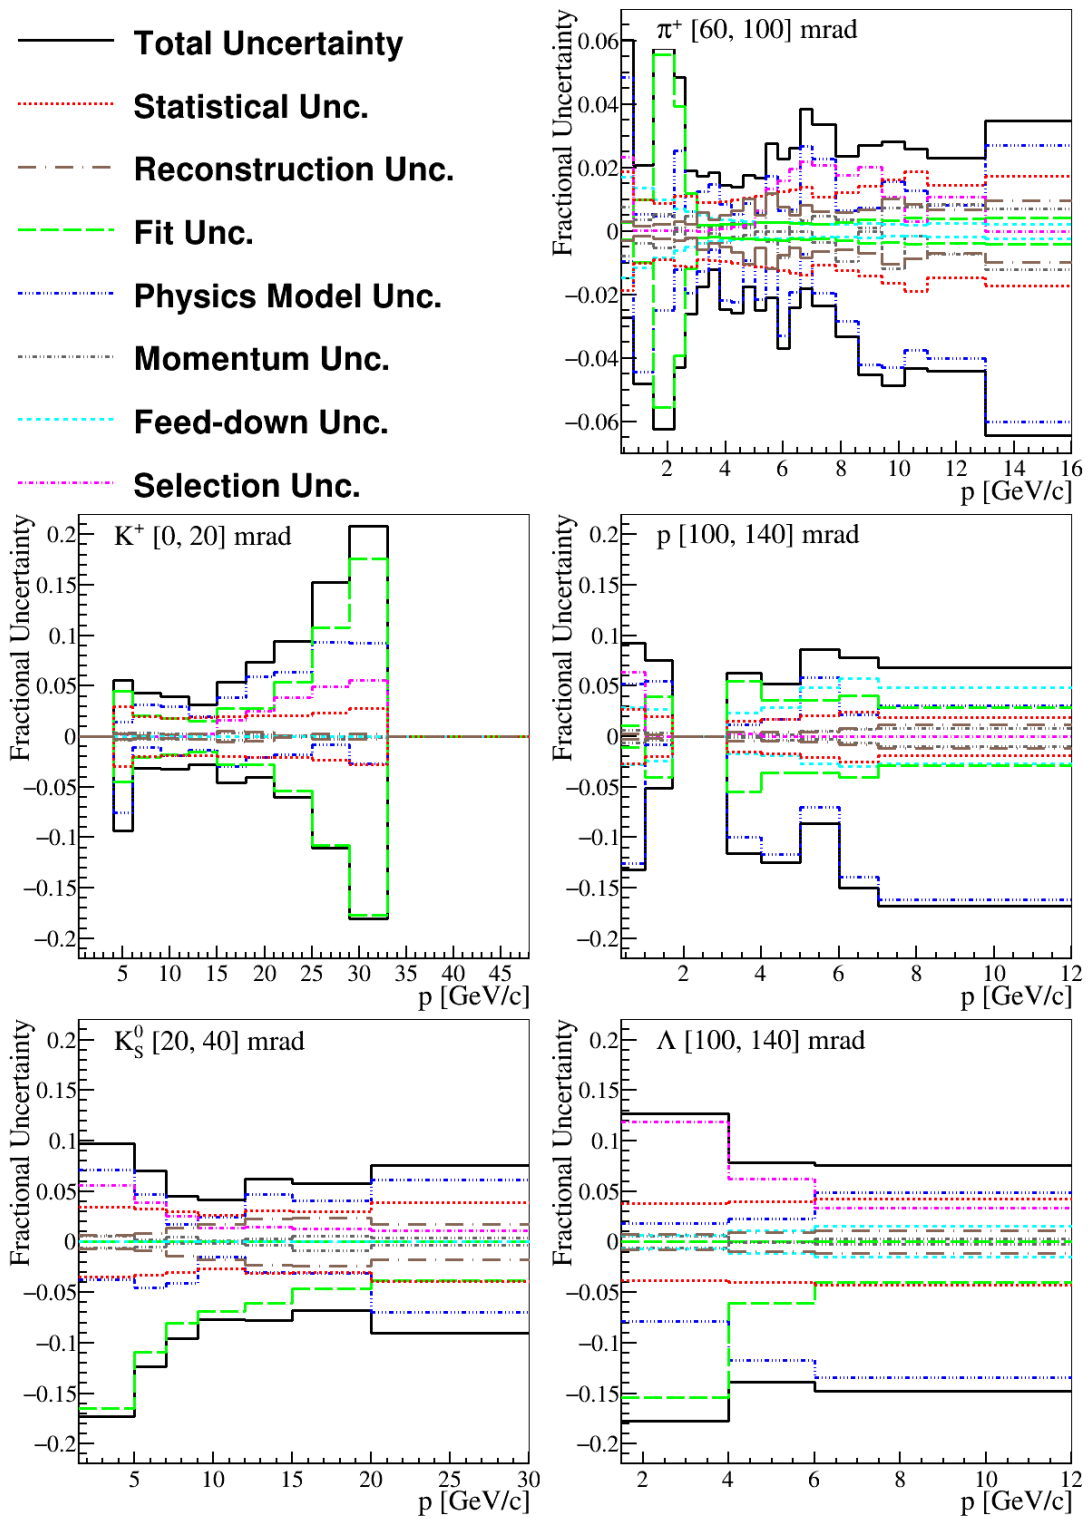 Total Uncertainty
Statistical Unc.
Reconstruction Unc.
Fit Unc.
Physics Model Unc.
Momentum Unc.
Feed-down Unc.
Selection Unc.
π⁺ [60, 100] mrad
Fractional Uncertainty
0.06
0.04
0.02
0
−0.02
−0.04
−0.06
2 4 6 8 10 12 14 16
p [GeV/c]
K⁺ [0, 20] mrad
Fractional Uncertainty
0.2
0.15
0.1
0.05
0
−0.05
−0.1
−0.15
−0.2
5 10 15 20 25 30 35 40 45
p [GeV/c]
p [100, 140] mrad
Fractional Uncertainty
0.2
0.15
0.1
0.05
0
−0.05
−0.1
−0.15
−0.2
2 4 6 8 10 12
p [GeV/c]
K⁰_S [20, 40] mrad
Fractional Uncertainty
0.2
0.15
0.1
0.05
0
−0.05
−0.1
−0.15
−0.2
5 10 15 20 25 30
p [GeV/c]
Λ [100, 140] mrad
Fractional Uncertainty
0.2
0.15
0.1
0.05
0
−0.05
−0.1
−0.15
−0.2
2 4 6 8 10 12
p [GeV/c]